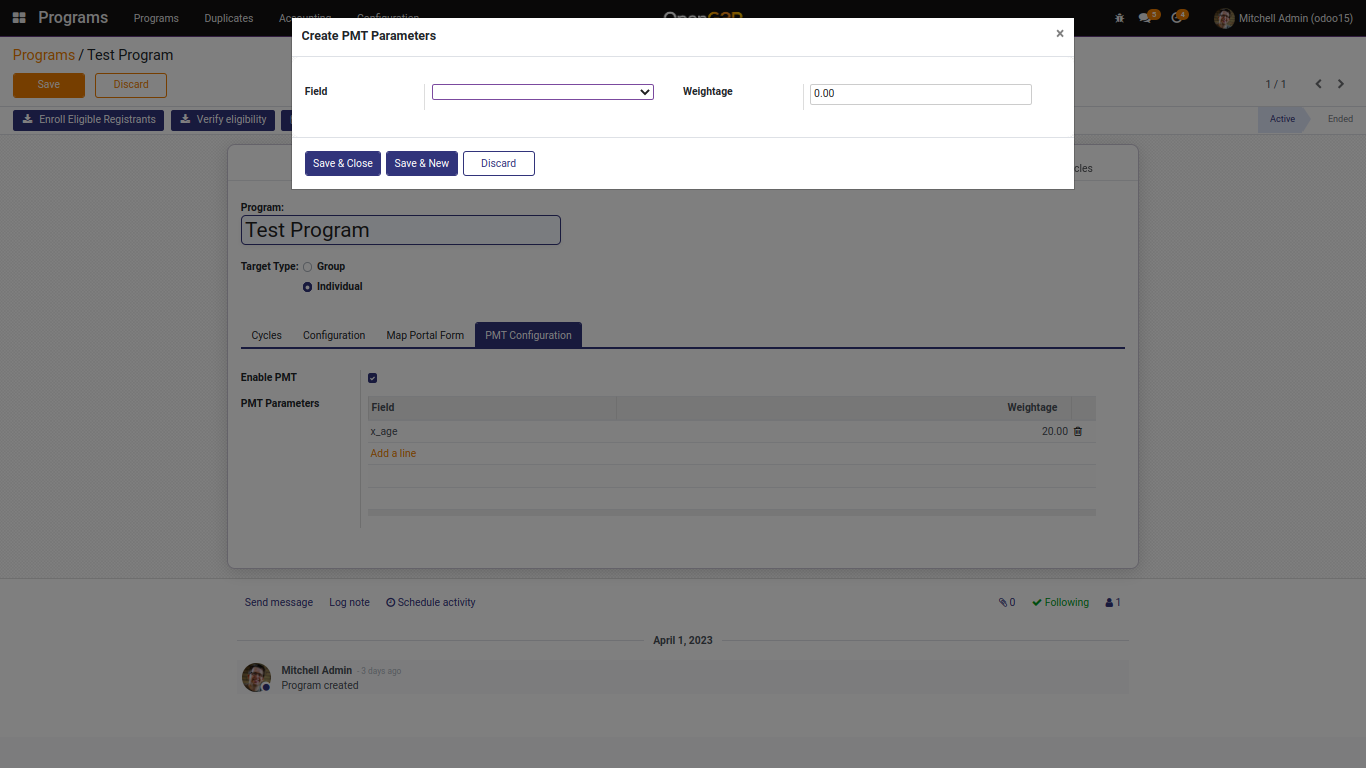 Programs Programs Duplicates Accounting Configuration OpenG2P 5 4 Mitchell Admin (odoo15)
Create PMT Parameters ×
Programs / Test Program
Save Discard 1 / 1
Field Weightage 0.00
Enroll Eligible Registrants Verify eligibility Active Ended
Save & Close Save & New Discard
cles
Program:
Test Program
Target Type: Group
Individual
Cycles Configuration Map Portal Form PMT Configuration
Enable PMT
PMT Parameters Field Weightage
x_age 20.00
Add a line
Send message Log note Schedule activity 0 Following 1
April 1, 2023
Mitchell Admin - 3 days ago
Program created